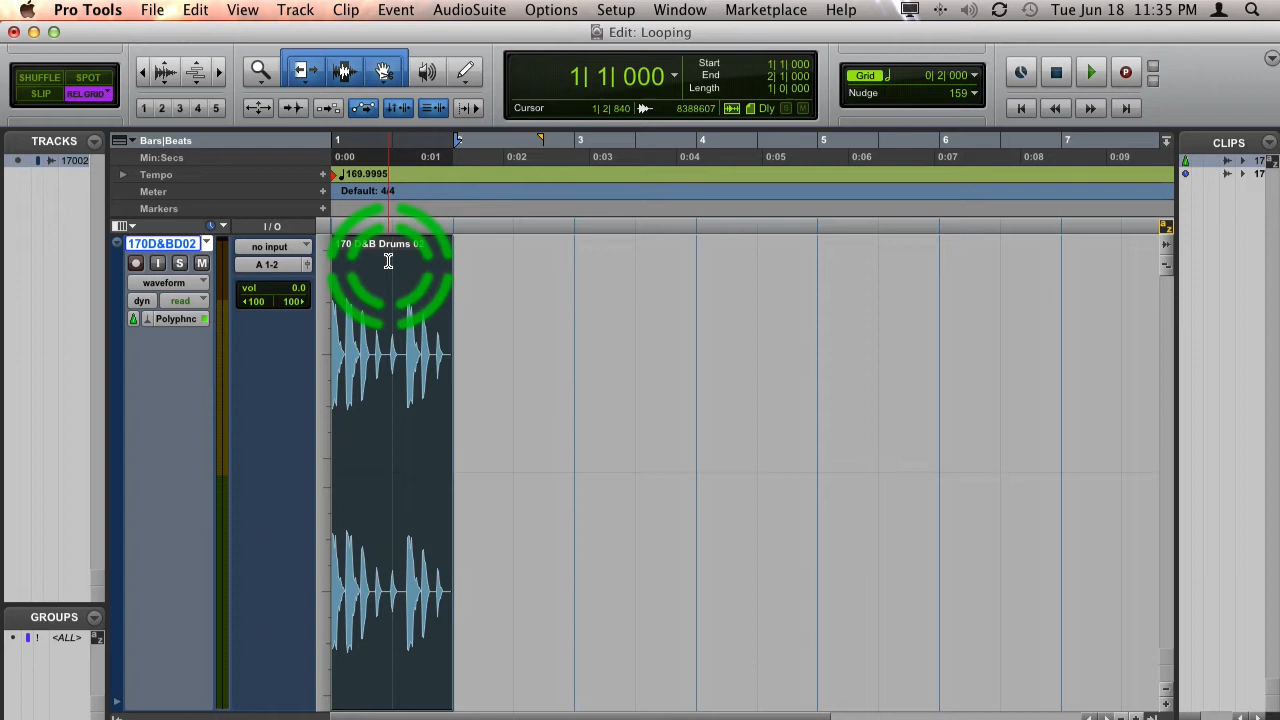 Pro Tools File Edit View Track Clip Event AudioSuite Options Setup Window Marketplace Help Tue Jun 18 11:35 PM
Edit: Looping
SHUFFLE SPOT
SLIP REL GRID
1 2 3 4 5
1| 1| 000
Start 1| 1| 000
End 2| 1| 000
Length 1| 0| 000
Cursor 1| 2| 840 8388607 Dly S M
Grid 0| 2| 000
Nudge 159
P
TRACKS
17002
Bars|Beats 1 2 3 4 5 6 7
Min:Secs 0:00 0:01 0:02 0:03 0:04 0:05 0:06 0:07 0:08 0:09
Tempo + 169.9995
Meter + Default: 4/4
Markers +
I / O
CLIPS
17
17
170D&BD02
I S M
waveform
dyn read
Polyphnc
no input
A 1-2
vol 0.0
100 100
170 D&B Drums 02
GROUPS
! <ALL>
a z